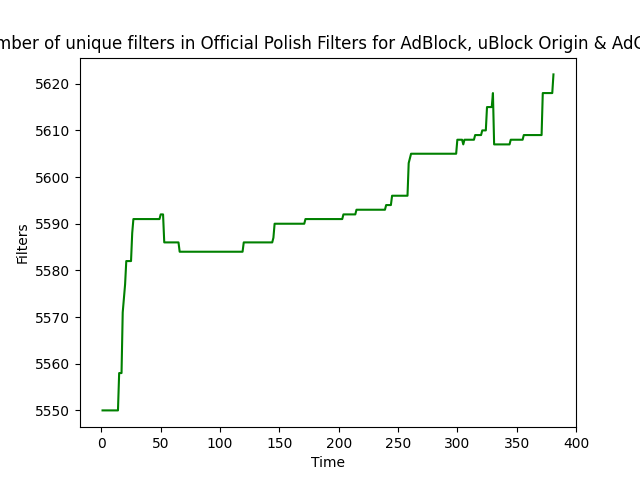 mber of unique filters in Official Polish Filters for AdBlock, uBlock Origin & AdG
5620
5610
5600
5590
5580
5570
5560
5550
Filters
0 50 100 150 200 250 300 350 400
Time